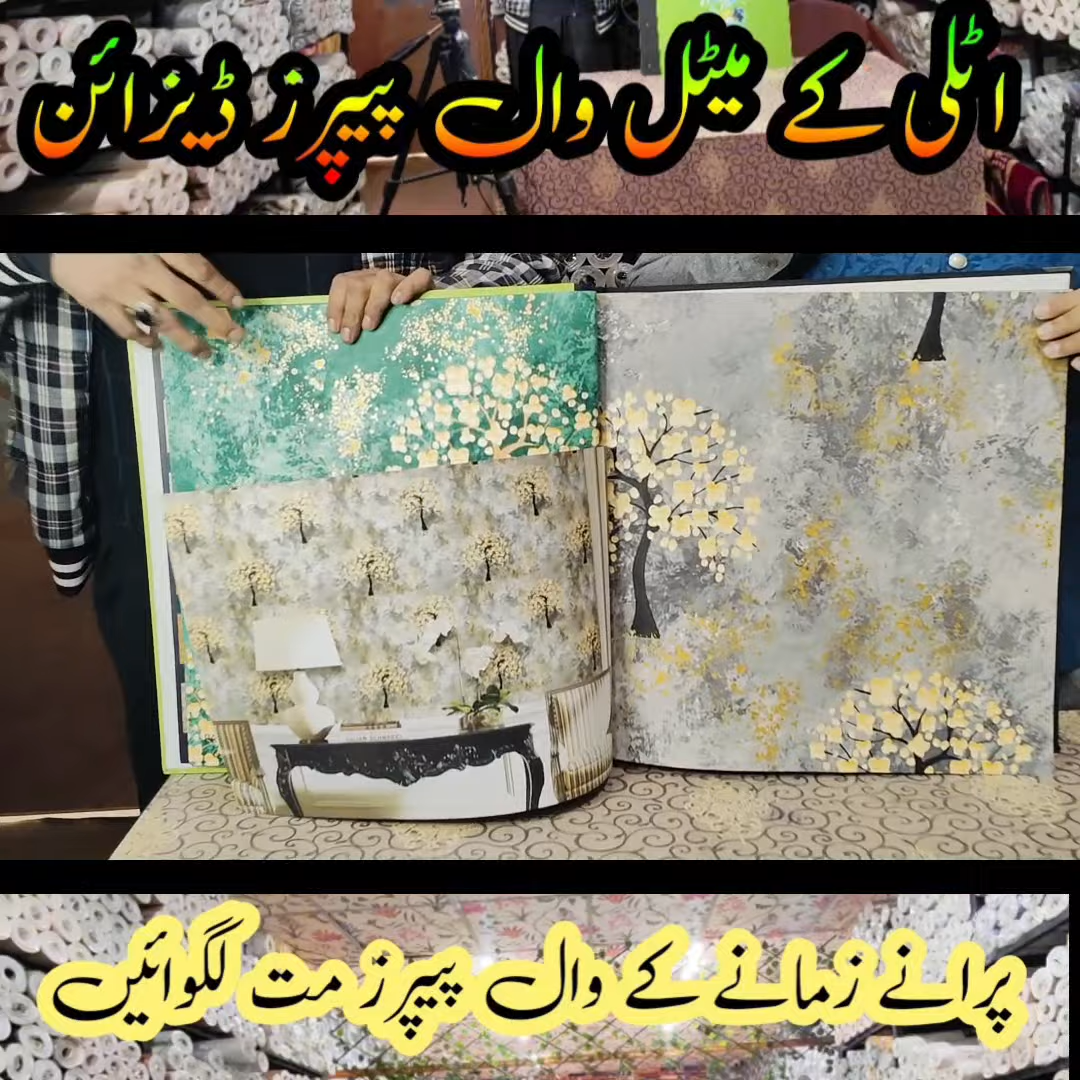 اٹلی کے میٹل وال پیپرز ڈیزائن
پرانے زمانے کے وال پیپرز مت لگوائیں